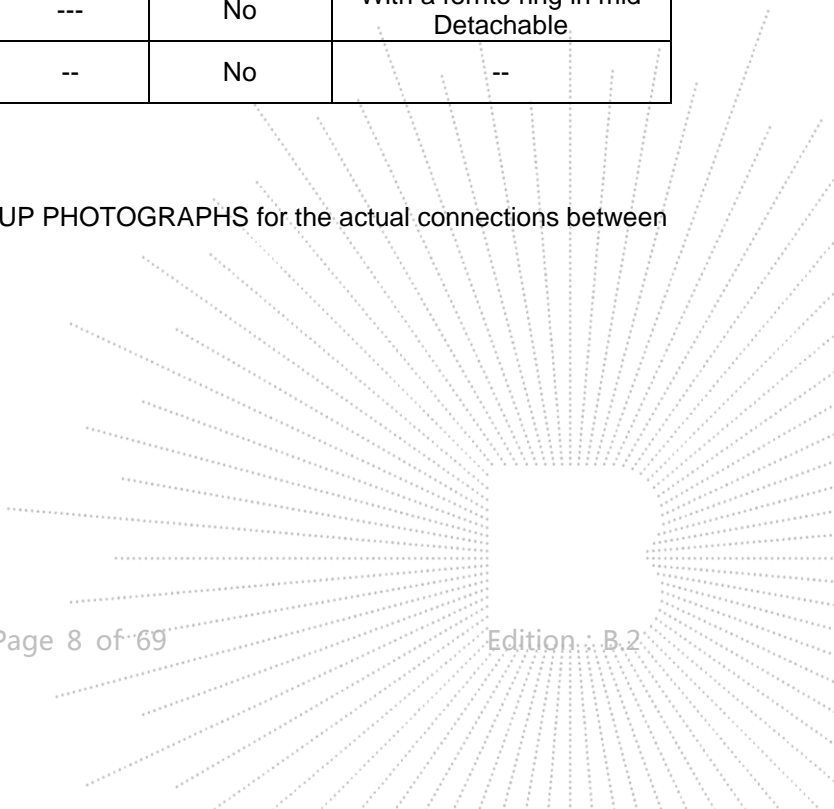 --- No With a ferrite ring in mid
Detachable
-- No --
UP PHOTOGRAPHS for the actual connections between
Page 8 of 69 Edition : B.2